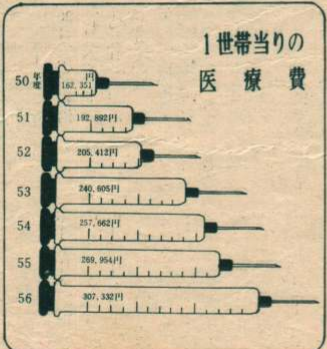 1世帯当りの
医療費
50年度 162,351円
51 192,892円
52 205,412円
53 240,605円
54 257,662円
55 269,954円
56 307,332円